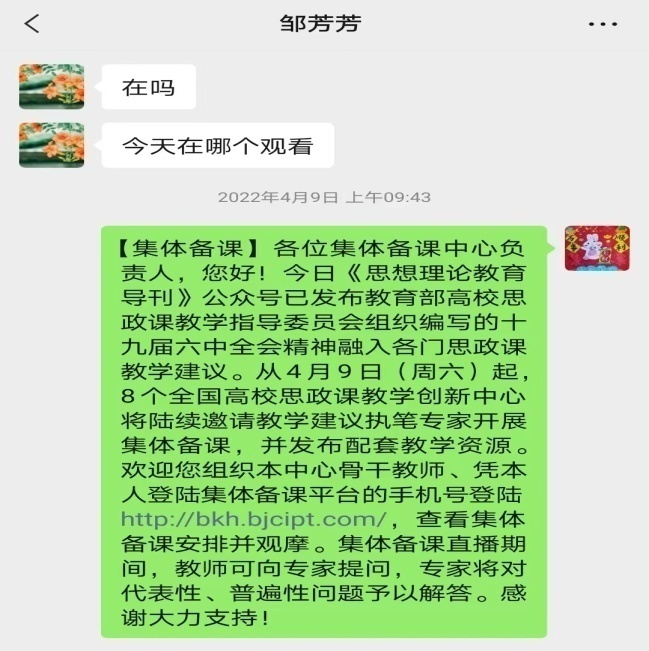 邹芳芳
在吗
今天在哪个观看
2022年4月9日 上午09:43
【集体备课】各位集体备课中心负
责人，您好！今日《思想理论教育
导刊》公众号已发布教育部高校思
政课教学指导委员会组织编写的十
九届六中全会精神融入各门思政课
教学建议。从4月9日（周六）起，
8个全国高校思政课教学创新中心
将陆续邀请教学建议执笔专家开展
集体备课，并发布配套教学资源。
欢迎您组织本中心骨干教师、凭本
人登陆集体备课平台的手机号登陆
http://bkh.bjcipt.com/，查看集体
备课安排并观摩。集体备课直播期
间，教师可向专家提问，专家将对
代表性、普遍性问题予以解答。感
谢大力支持！